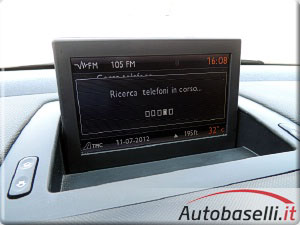 FM 105 FM 16:08
Ricerca telefoni in corso..
TMC 11-07-2012 195ft 32°c
Autobaselli.it